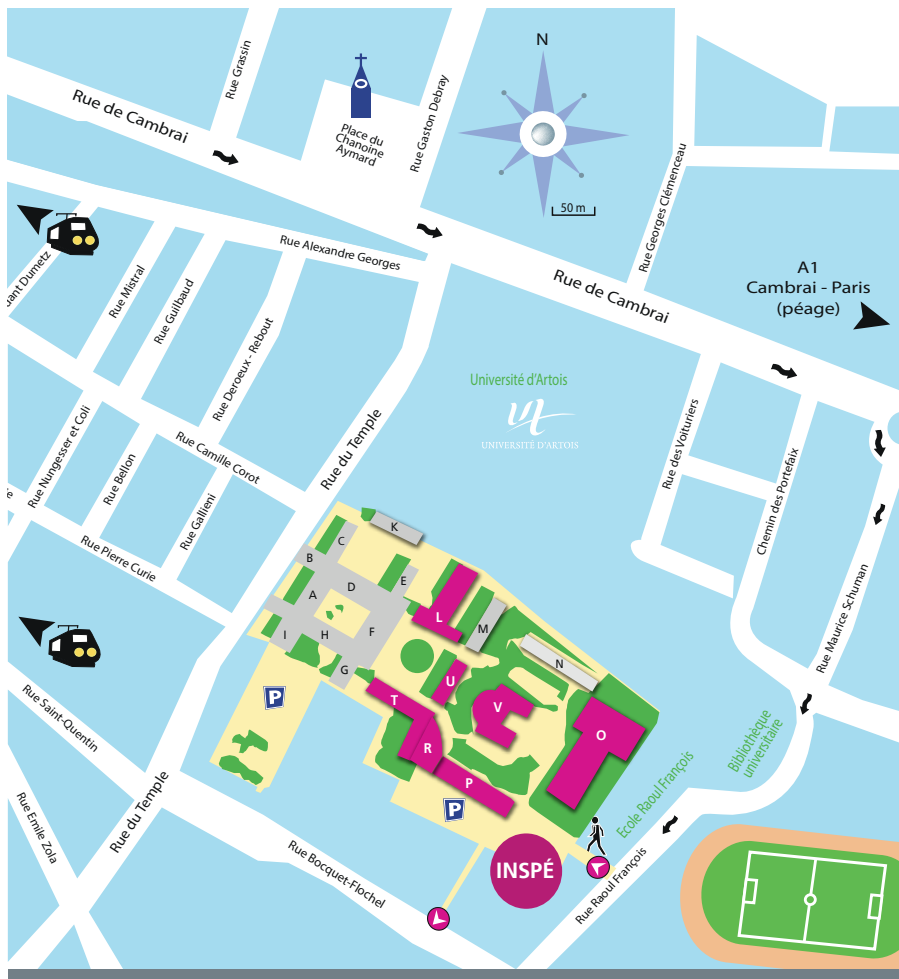 Rue Grassin
N
Rue de Cambrai
Place du
Chanoine
Aymard
Rue Gaston Debray
50 m
Rue Georges Clémenceau
Rue Alexandre Georges
Rue de Cambrai
A1
Cambrai - Paris
(péage)
Rue Mistral
Rue Guilbaud
Rue Deroeux - Rebout
Université d'Artois
UNIVERSITÉ D'ARTOIS
Rue du Temple
Rue des Voituriers
Rue Nungesser et Coli
Rue Bellon
Rue Camille Corot
Rue Gallieni
Chemin des Portefaix
Rue Pierre Curie
Rue Maurice Schuman
K
C
B
D
E
A
L
M
F
I
H
G
N
U
T
V
R
O
P
P
P
Rue Saint-Quentin
Bibliothèque
universitaire
Ecole Raoul François
Rue du Temple
Rue Emile Zola
Rue Bocquet-Flochel
INSPÉ
Rue Raoul François